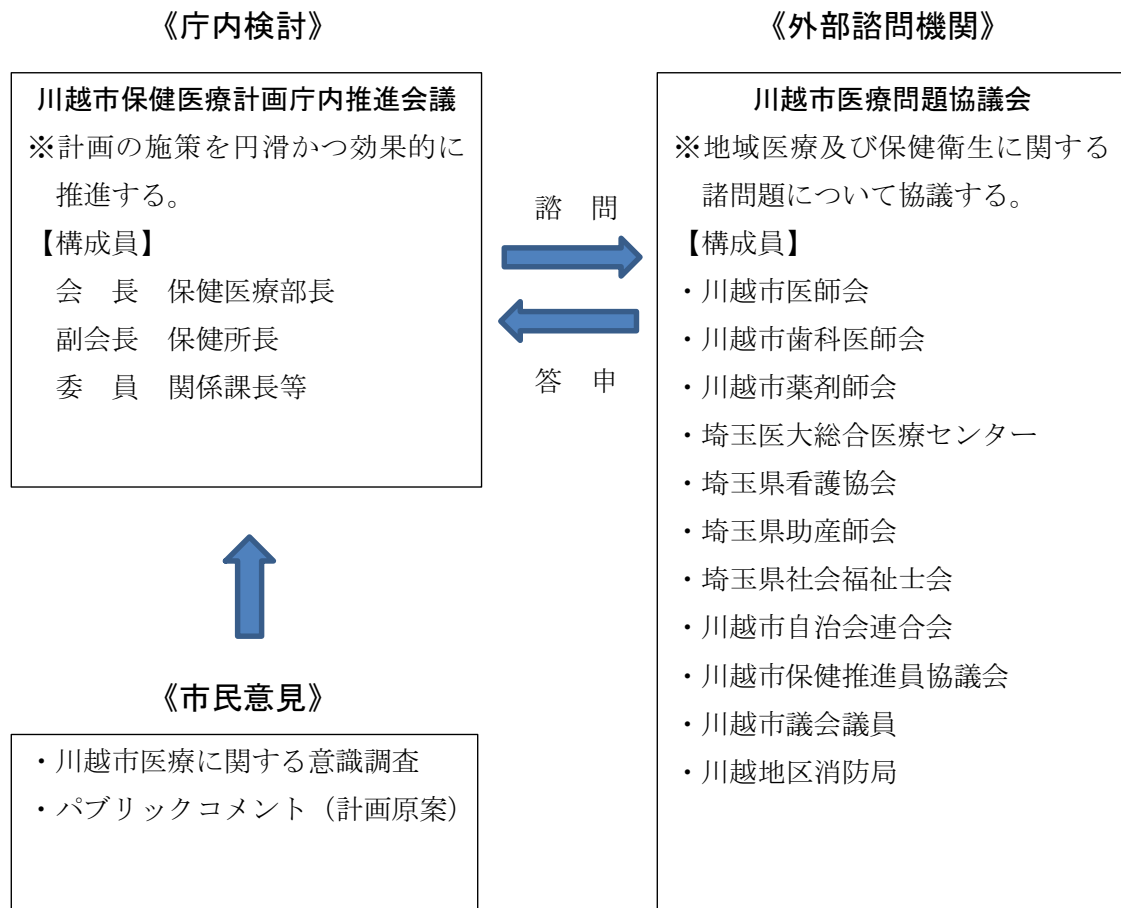 《庁内検討》
川越市保健医療計画庁内推進会議
※計画の施策を円滑かつ効果的に
推進する。
【構成員】
会　長　保健医療部長
副会長　保健所長
委　員　関係課長等
諮　問
答　申
《外部諮問機関》
川越市医療問題協議会
※地域医療及び保健衛生に関する
諸問題について協議する。
【構成員】
・川越市医師会
・川越市歯科医師会
・川越市薬剤師会
・埼玉医大総合医療センター
・埼玉県看護協会
・埼玉県助産師会
・埼玉県社会福祉士会
・川越市自治会連合会
・川越市保健推進員協議会
・川越市議会議員
・川越地区消防局
《市民意見》
・川越市医療に関する意識調査
・パブリックコメント（計画原案）